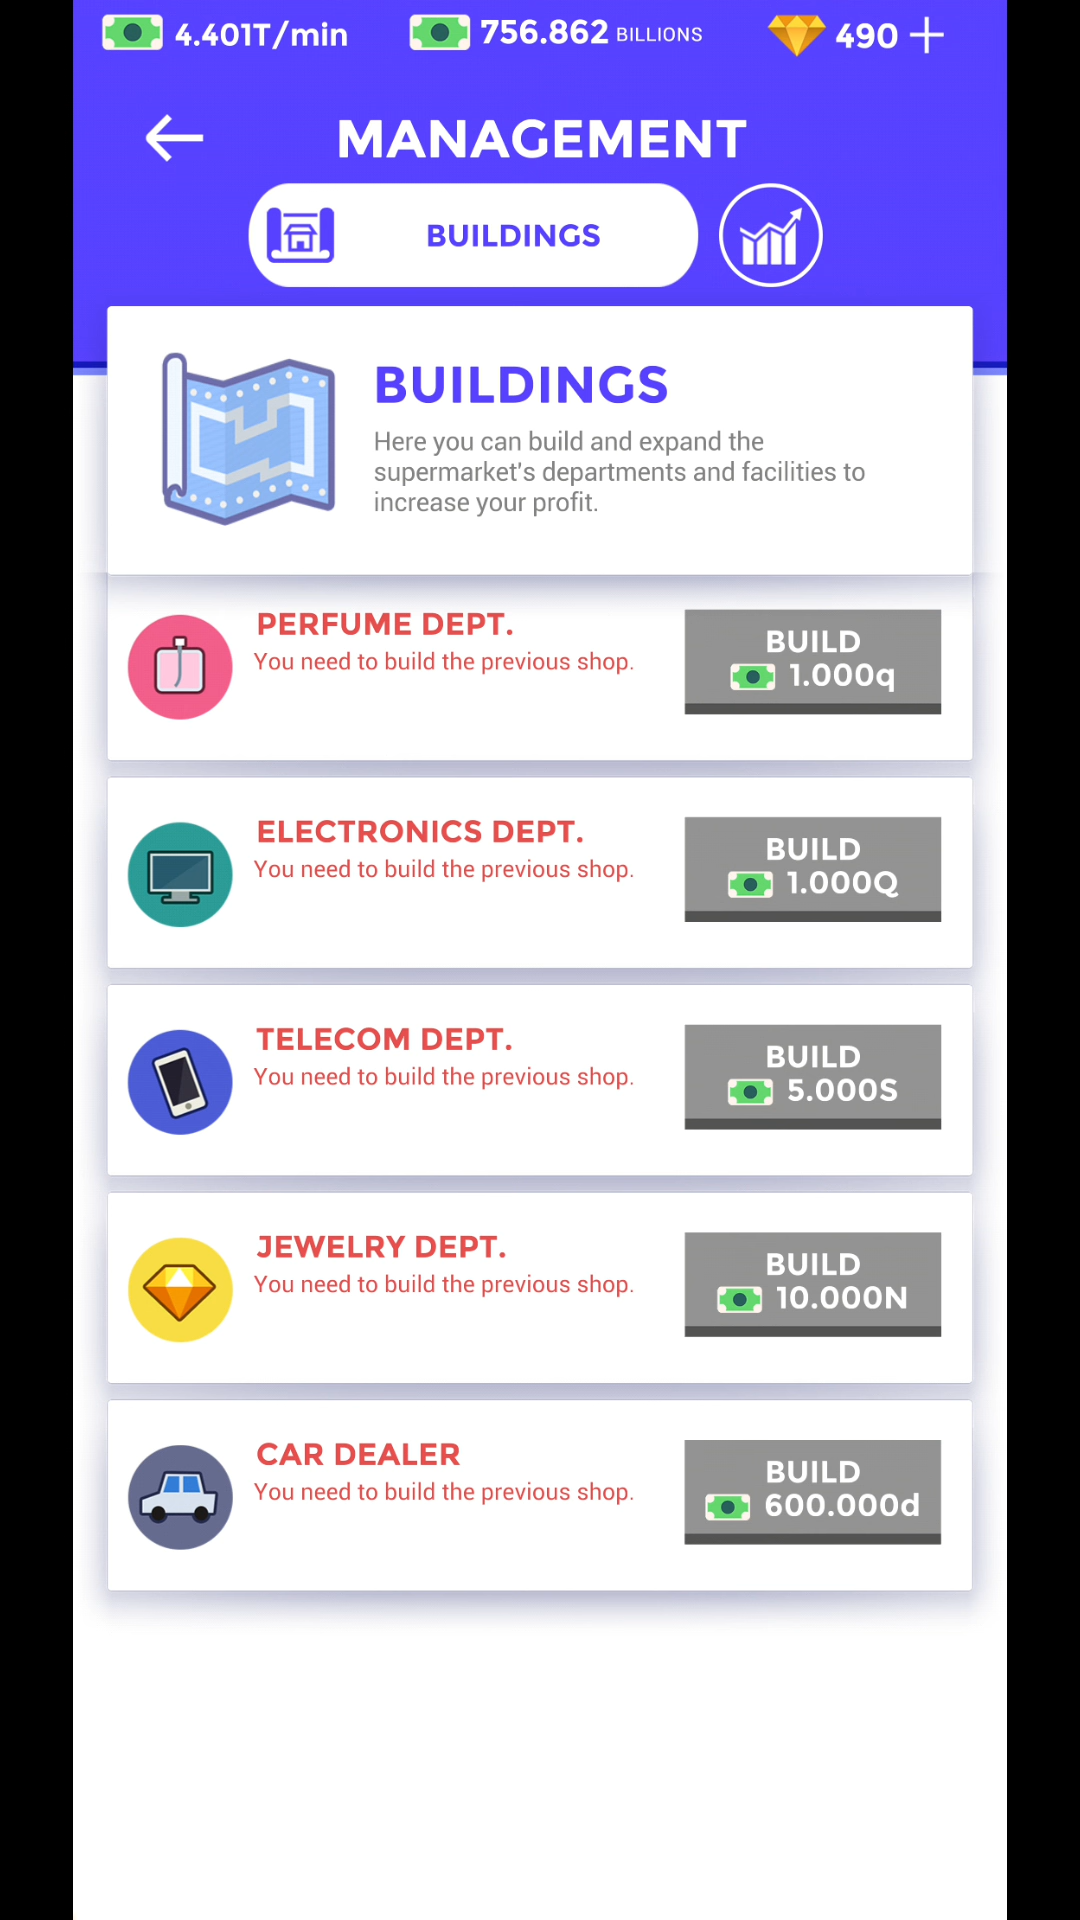 4.401T/min
756.862 BILLIONS
490
MANAGEMENT
BUILDINGS
BUILDINGS
Here you can build and expand the
supermarket's departments and facilities to
increase your profit.
PERFUME DEPT.
You need to build the previous shop.
BUILD
1.000q
ELECTRONICS DEPT.
You need to build the previous shop.
BUILD
1.000Q
TELECOM DEPT.
You need to build the previous shop.
BUILD
5.000S
JEWELRY DEPT.
You need to build the previous shop.
BUILD
10.000N
CAR DEALER
You need to build the previous shop.
BUILD
600.000d